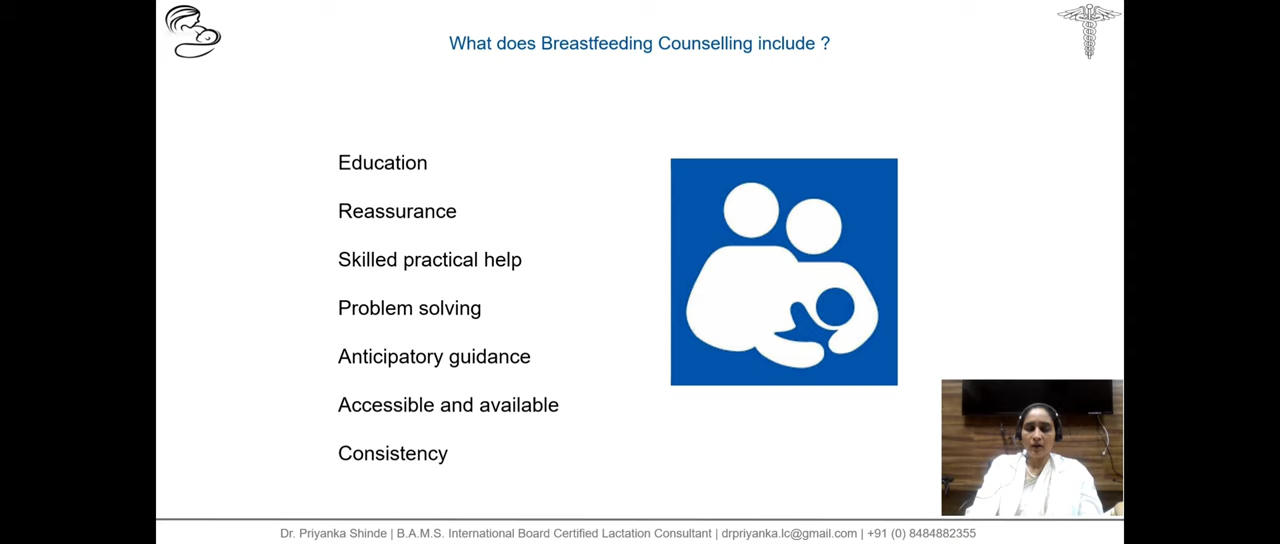 What does Breastfeeding Counselling include ?
Education
Reassurance
Skilled practical help
Problem solving
Anticipatory guidance
Accessible and available
Consistency
Dr. Priyanka Shinde | B.A.M.S. International Board Certified Lactation Consultant | drpriyanka.lc@gmail.com | +91 (0) 8484882355